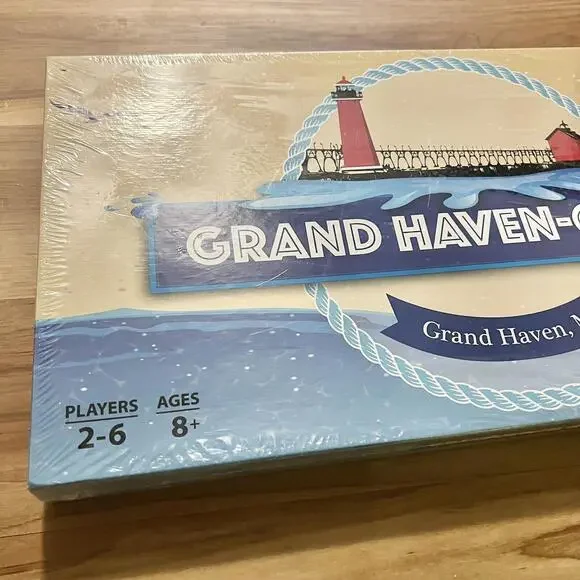 GRAND HAVEN-
Grand Haven,
PLAYERS AGES
2-6 8+